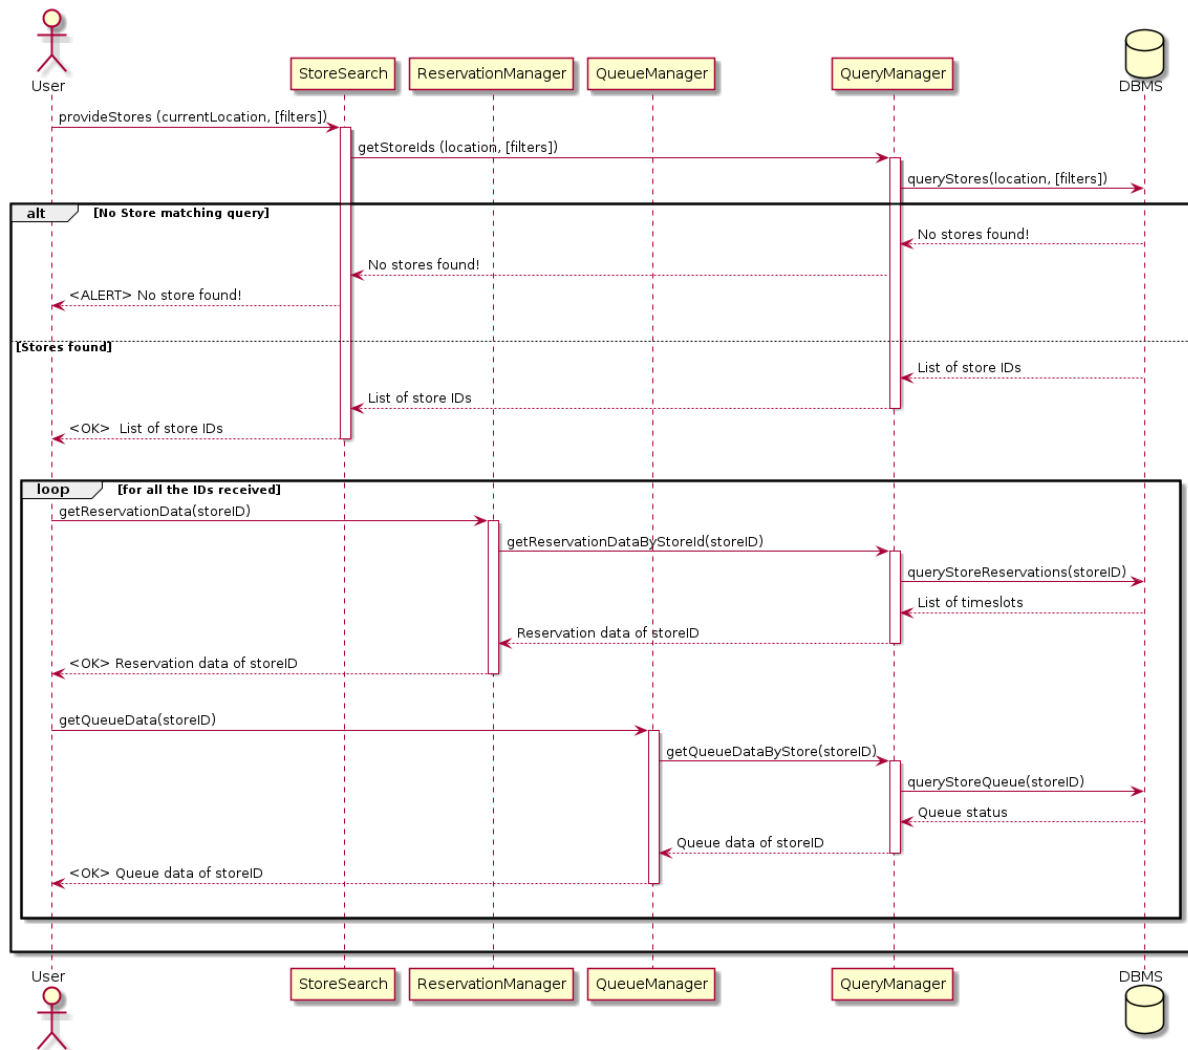 User
StoreSearch
ReservationManager
QueueManager
QueryManager
DBMS
provideStores (currentLocation, [filters])
getStoreIds (location, [filters])
queryStores(location, [filters])
alt [No Store matching query]
No stores found!
No stores found!
<ALERT> No store found!
[Stores found]
List of store IDs
List of store IDs
<OK>  List of store IDs
loop [for all the IDs received]
getReservationData(storeID)
getReservationDataByStoreId(storeID)
queryStoreReservations(storeID)
List of timeslots
Reservation data of storeID
<OK> Reservation data of storeID
getQueueData(storeID)
getQueueDataByStore(storeID)
queryStoreQueue(storeID)
Queue status
Queue data of storeID
<OK> Queue data of storeID
User
StoreSearch
ReservationManager
QueueManager
QueryManager
DBMS